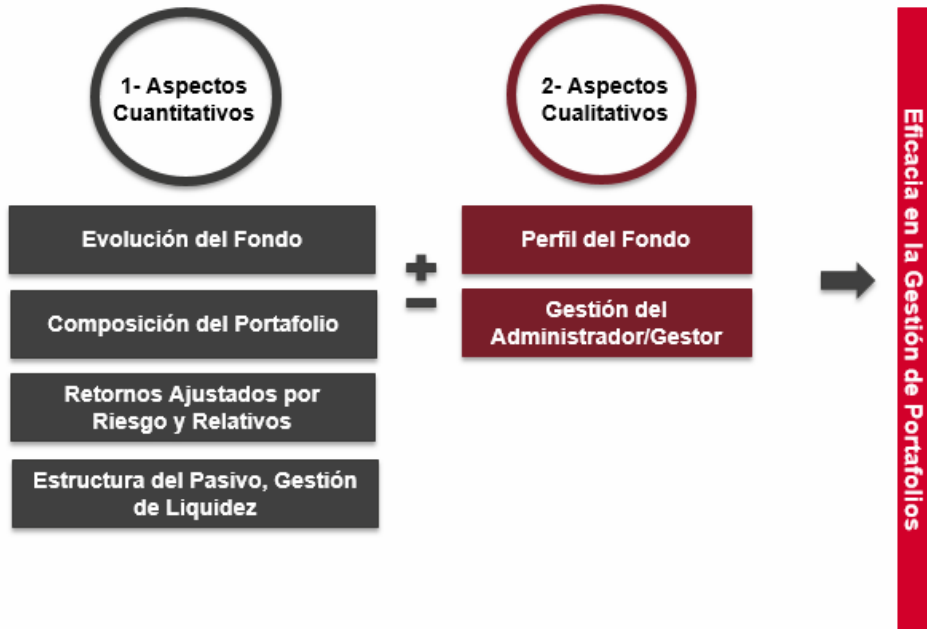 1- Aspectos
Cuantitativos
Evolución del Fondo
Composición del Portafolio
Retornos Ajustados por
Riesgo y Relativos
Estructura del Pasivo, Gestión
de Liquidez
2- Aspectos
Cualitativos
Perfil del Fondo
Gestión del
Administrador/Gestor
Eficacia en la Gestión de Portafolios